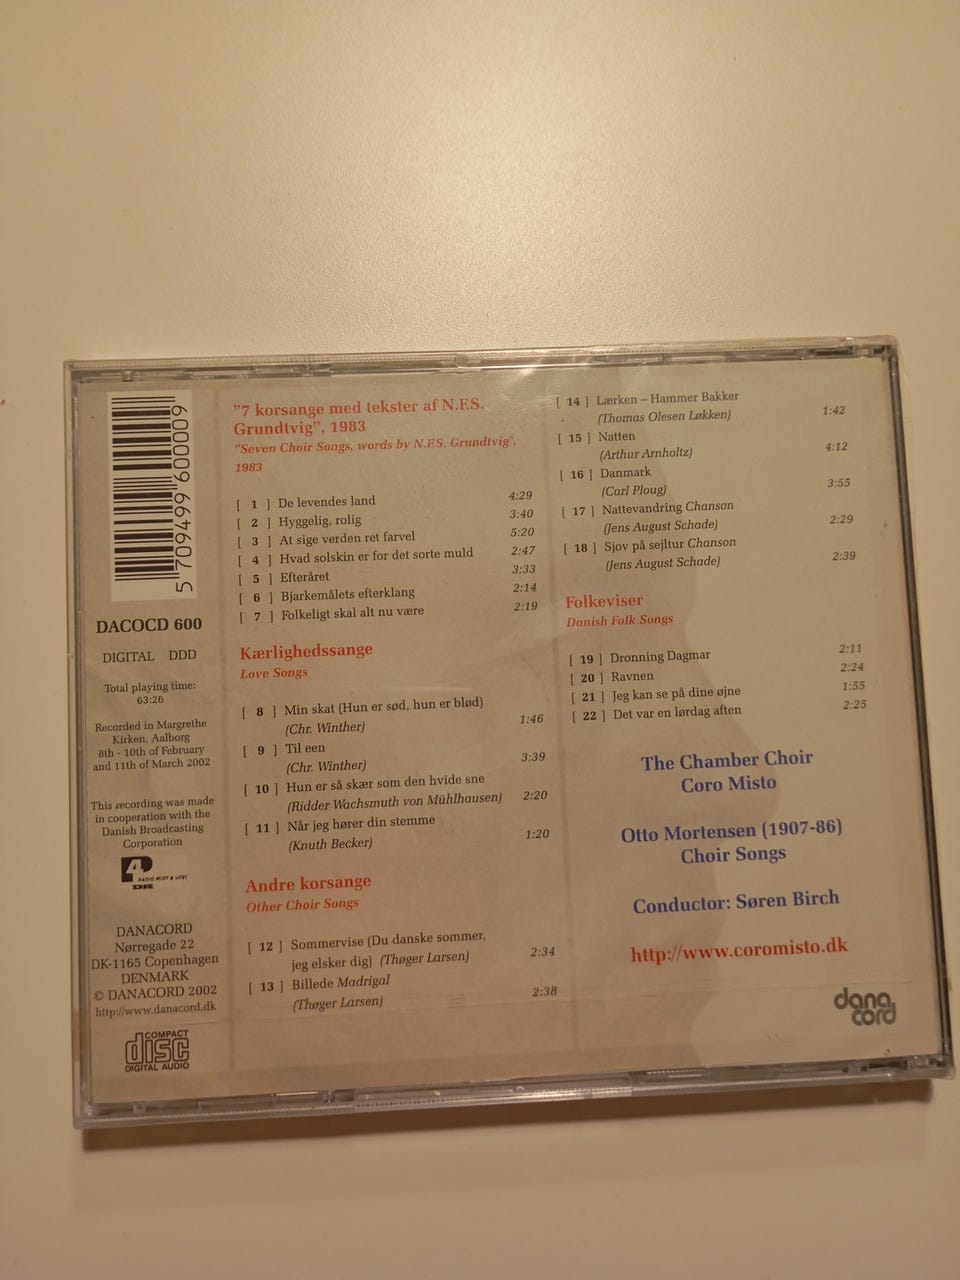 5 709499 600009
DACOCD 600
DIGITAL DDD
Total playing time:
63:26
Recorded in Margrethe
Kirken, Aalborg
8th - 10th of February
and 11th of March 2002
This recording was made
in cooperation with the
Danish Broadcasting
Corporation
P4
RADIO MIDT & VEST
DR
DANACORD
Nørregade 22
DK-1165 Copenhagen
DENMARK
© DANACORD 2002
http://www.danacord.dk
COMPACT
disc
DIGITAL AUDIO
"7 korsange med tekster af N.F.S.
Grundtvig", 1983
"Seven Choir Songs, words by N.F.S. Grundtvig",
1983
[ 1 ] De levendes land 4:29
[ 2 ] Hyggelig, rolig 3:40
[ 3 ] At sige verden ret farvel 5:20
[ 4 ] Hvad solskin er for det sorte muld 2:47
[ 5 ] Efteråret 3:33
[ 6 ] Bjarkemålets efterklang 2:14
[ 7 ] Folkeligt skal alt nu være 2:19
Kærlighedssange
Love Songs
[ 8 ] Min skat (Hun er sød, hun er blød)
(Chr. Winther) 1:46
[ 9 ] Til een
(Chr. Winther) 3:39
[ 10 ] Hun er så skær som den hvide sne
(Ridder Wachsmuth von Mühlhausen) 2:20
[ 11 ] Når jeg hører din stemme
(Knuth Becker) 1:20
Andre korsange
Other Choir Songs
[ 12 ] Sommervise (Du danske sommer,
jeg elsker dig) (Thøger Larsen) 2:34
[ 13 ] Billede Madrigal
(Thøger Larsen) 2:38
[ 14 ] Lærken – Hammer Bakker
(Thomas Olesen Løkken) 1:42
[ 15 ] Natten
(Arthur Arnholtz) 4:12
[ 16 ] Danmark
(Carl Ploug) 3:55
[ 17 ] Nattevandring Chanson
(Jens August Schade) 2:29
[ 18 ] Sjov på sejltur Chanson
(Jens August Schade) 2:39
Folkeviser
Danish Folk Songs
[ 19 ] Dronning Dagmar 2:11
[ 20 ] Ravnen 2:24
[ 21 ] Jeg kan se på dine øjne 1:55
[ 22 ] Det var en lørdag aften 2:25
The Chamber Choir
Coro Misto
Otto Mortensen (1907-86)
Choir Songs
Conductor: Søren Birch
http://www.coromisto.dk
dana
cord